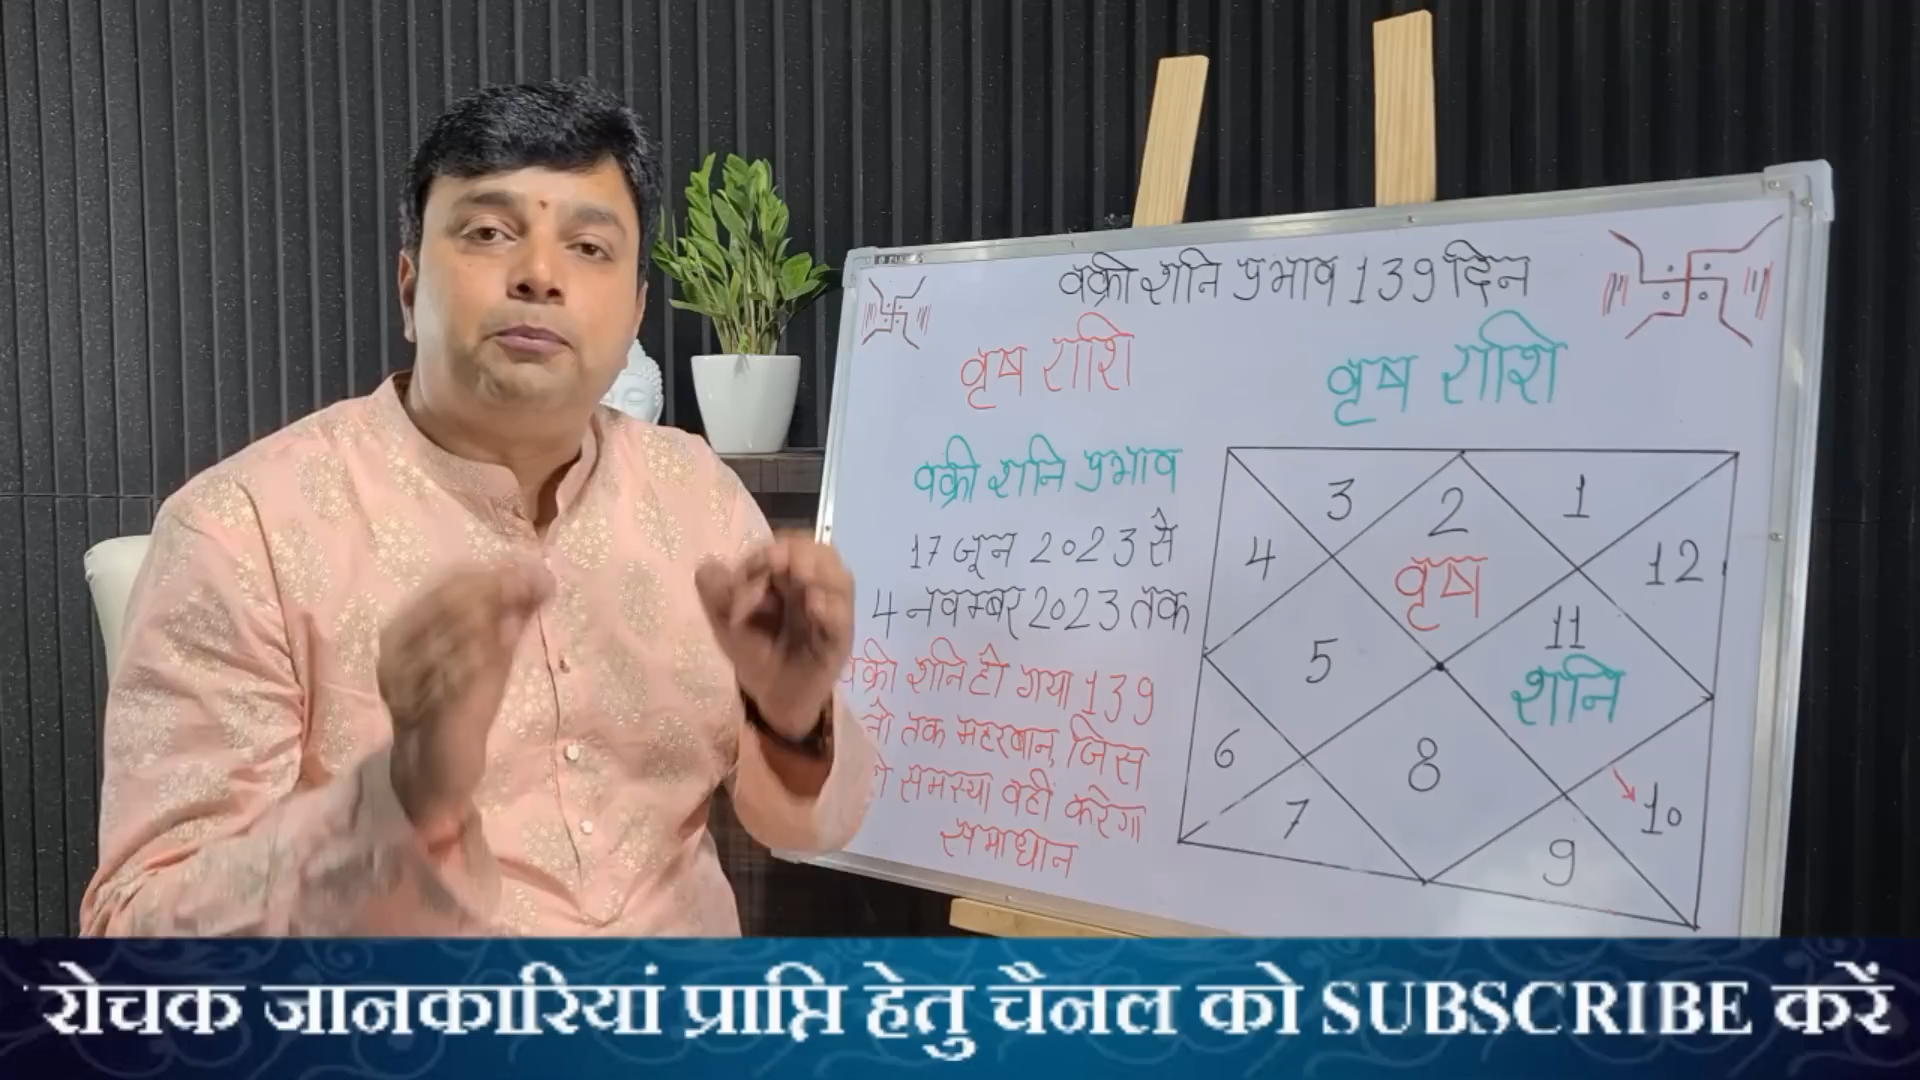 वक्री शनि प्रभाव 139 दिन
वृष राशि
वृष राशि
वक्री शनि प्रभाव
17 जून 2023 से
4 नवम्बर 2023 तक
वक्री शनि हो गया 139
तक महरबान, जिस
समस्या वहीं करेगा
समाधान
3
2
1
4
वृष
12
5
11
शनि
6
8
10
7
9
रोचक जानकारियां प्राप्ति हेतु चैनल को SUBSCRIBE करें